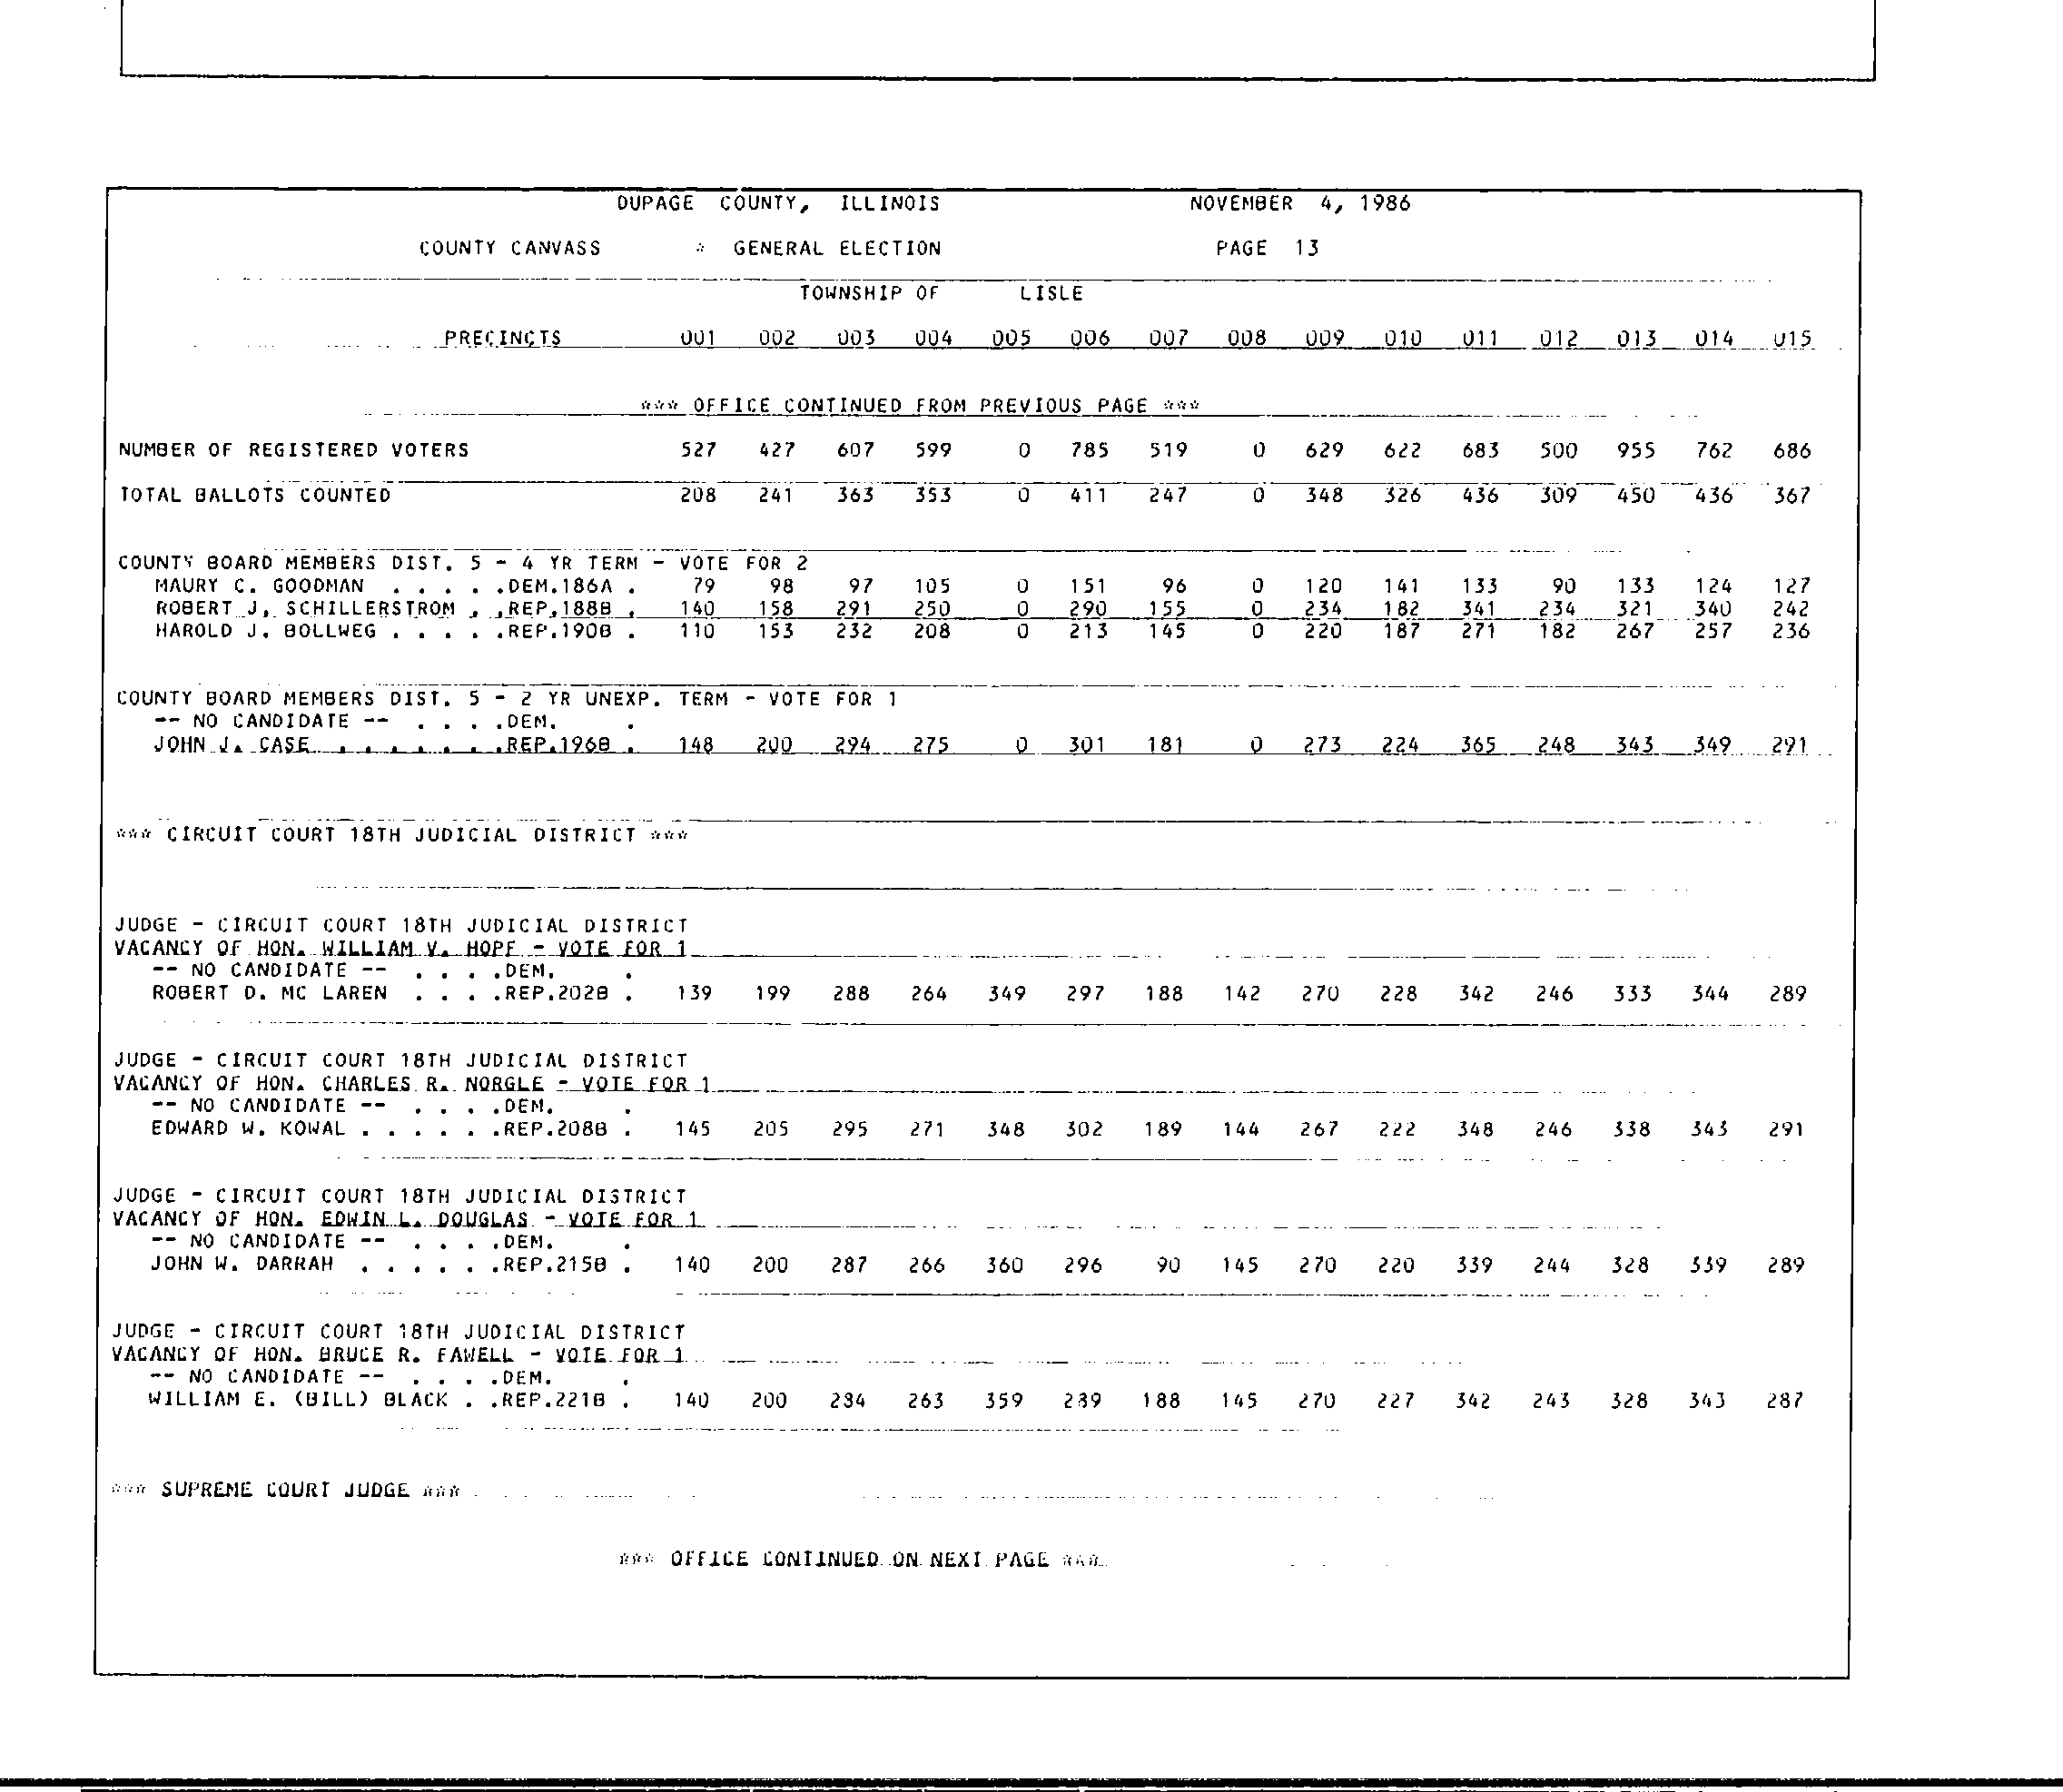 DUPAGE COUNTY, ILLINOIS NOVEMBER 4, 1986
COUNTY CANVASS * GENERAL ELECTION PAGE 13
TOWNSHIP OF LISLE
PRECINCTS 001 002 003 004 005 006 007 008 009 010 011 012 013 014 015
*** OFFICE CONTINUED FROM PREVIOUS PAGE ***
NUMBER OF REGISTERED VOTERS 527 427 607 599 0 785 519 0 629 622 683 500 955 762 686
TOTAL BALLOTS COUNTED 208 241 363 353 0 411 247 0 348 326 436 309 450 436 367
COUNTY BOARD MEMBERS DIST. 5 - 4 YR TERM - VOTE FOR 2
MAURY C. GOODMAN . . . . .DEM.186A . 79 98 97 105 0 151 96 0 120 141 133 90 133 124 127
ROBERT J. SCHILLERSTROM . .REP.188B . 140 158 291 250 0 290 155 0 234 182 341 234 321 340 242
HAROLD J. BOLLWEG . . . . .REP.190B . 110 153 232 208 0 213 145 0 220 187 271 182 267 257 236
COUNTY BOARD MEMBERS DIST. 5 - 2 YR UNEXP. TERM - VOTE FOR 1
-- NO CANDIDATE -- . . . .DEM. .
JOHN J. CASE . . . . . . .REP.196B . 148 200 294 275 0 301 181 0 273 224 365 248 343 349 291
*** CIRCUIT COURT 18TH JUDICIAL DISTRICT ***
JUDGE - CIRCUIT COURT 18TH JUDICIAL DISTRICT
VACANCY OF HON. WILLIAM V. HOPF - VOTE FOR 1
-- NO CANDIDATE -- . . . .DEM. .
ROBERT D. MC LAREN . . . .REP.202B . 139 199 288 264 349 297 188 142 270 228 342 246 333 344 289
JUDGE - CIRCUIT COURT 18TH JUDICIAL DISTRICT
VACANCY OF HON. CHARLES R. NORGLE - VOTE FOR 1
-- NO CANDIDATE -- . . . .DEM. .
EDWARD W. KOWAL . . . . . .REP.208B . 145 205 295 271 348 302 189 144 267 222 348 246 338 343 291
JUDGE - CIRCUIT COURT 18TH JUDICIAL DISTRICT
VACANCY OF HON. EDWIN L. DOUGLAS - VOTE FOR 1
-- NO CANDIDATE -- . . . .DEM. .
JOHN W. DARRAH . . . . . .REP.215B . 140 200 287 266 360 296 90 145 270 220 339 244 328 339 289
JUDGE - CIRCUIT COURT 18TH JUDICIAL DISTRICT
VACANCY OF HON. BRUCE R. FAWELL - VOTE FOR 1
-- NO CANDIDATE -- . . . .DEM. .
WILLIAM E. (BILL) BLACK . .REP.221B . 140 200 284 263 359 289 188 145 270 227 342 243 328 343 287
*** SUPREME COURT JUDGE ***
*** OFFICE CONTINUED ON NEXT PAGE ***